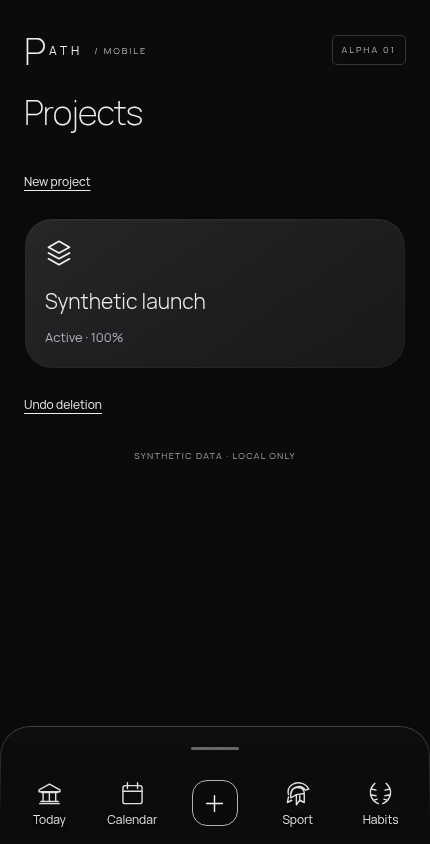 PATH / MOBILE
ALPHA 01
Projects
New project
Synthetic launch
Active · 100%
Undo deletion
SYNTHETIC DATA · LOCAL ONLY
Today
Calendar
Sport
Habits